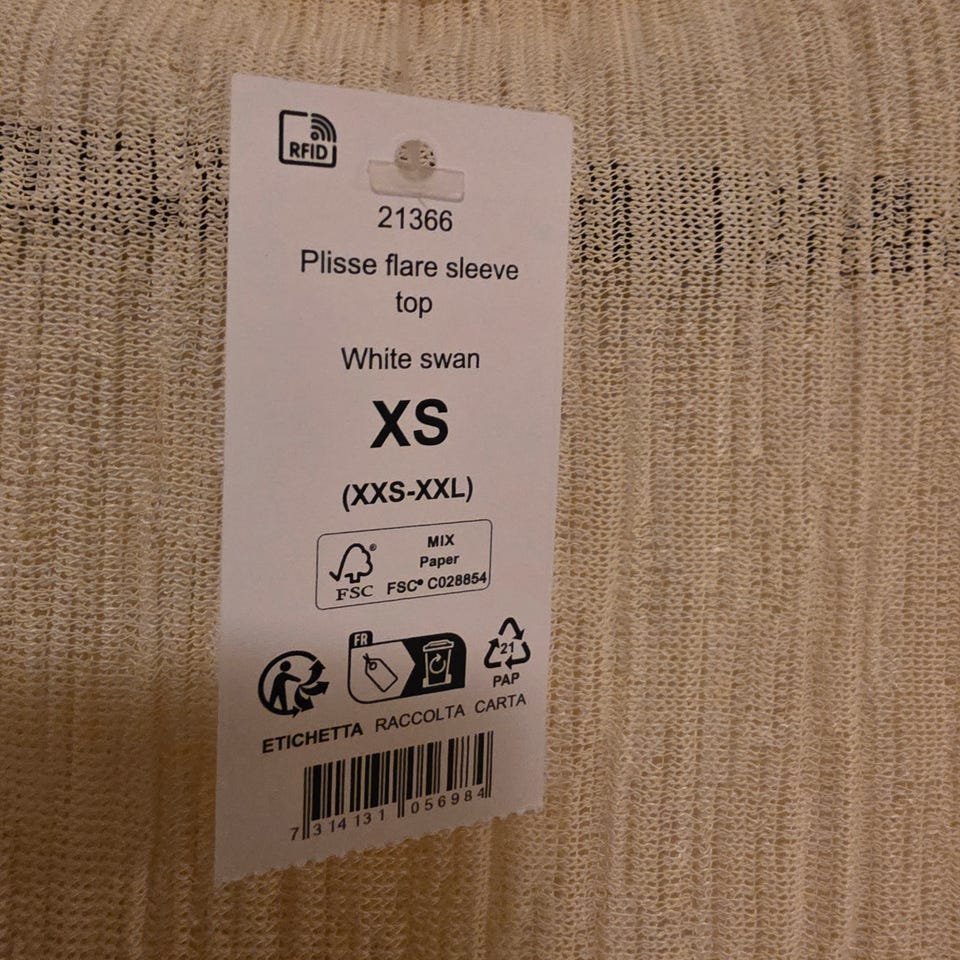 RFID
21366
Plisse flare sleeve
top
White swan
XS
(XXS-XXL)
MIX
Paper
FSC® C028854
® FSC
FR
21
PAP
ETICHETTA RACCOLTA CARTA
7 314131 056984